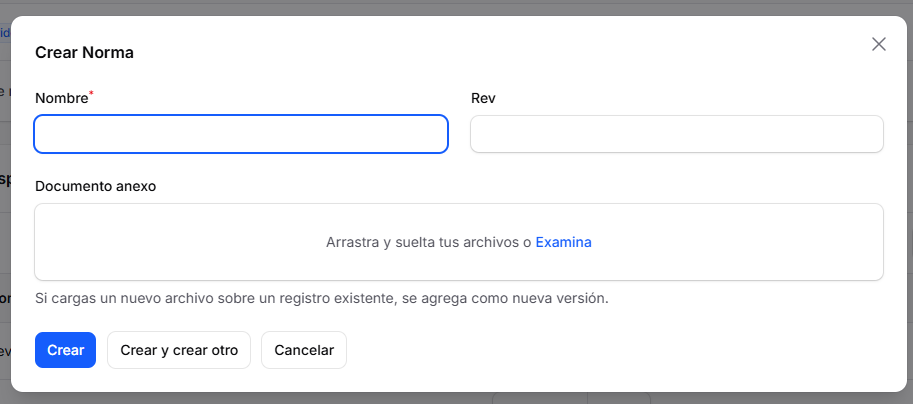 Crear Norma
Nombre*
Rev
Documento anexo
Arrastra y suelta tus archivos o Examina
Si cargas un nuevo archivo sobre un registro existente, se agrega como nueva versión.
Crear
Crear y crear otro
Cancelar